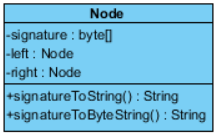 Node
-signature : byte[]
-left : Node
-right : Node
+signatureToString() : String
+signatureToByteString() : String